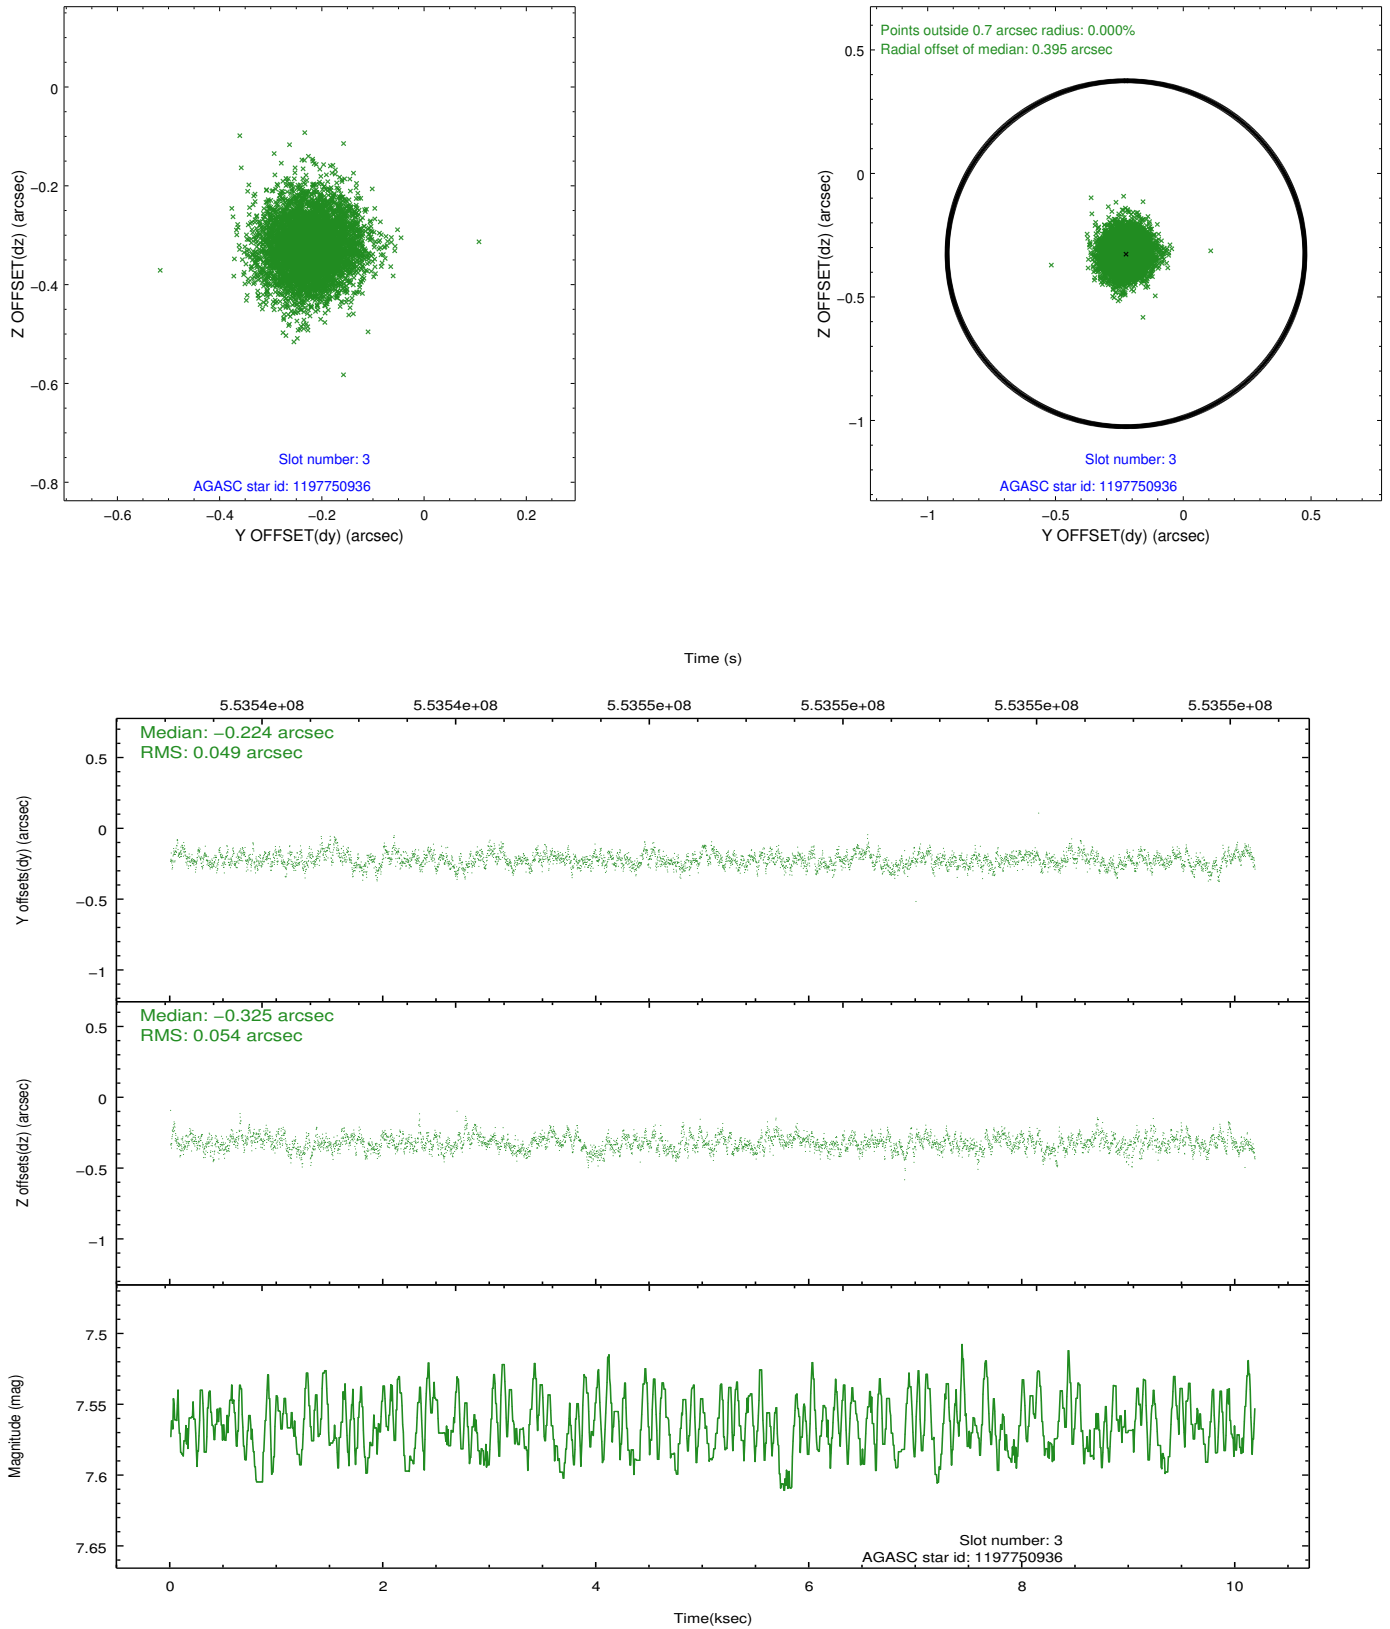 0
−0.2
−0.4
−0.6
−0.8
Z OFFSET(dz) (arcsec)
Slot number: 3
AGASC star id: 1197750936
−0.6 −0.4 −0.2 0 0.2
Y OFFSET(dy) (arcsec)
Points outside 0.7 arcsec radius: 0.000%
Radial offset of median: 0.395 arcsec
0.5
0
−0.5
−1
Z OFFSET(dz) (arcsec)
Slot number: 3
AGASC star id: 1197750936
−1 −0.5 0 0.5
Y OFFSET(dy) (arcsec)
Time (s)
5.5354e+08 5.5354e+08 5.5355e+08 5.5355e+08 5.5355e+08 5.5355e+08
Median: −0.224 arcsec
RMS: 0.049 arcsec
0.5
0
−0.5
−1
Y offsets(dy) (arcsec)
Median: −0.325 arcsec
RMS: 0.054 arcsec
0.5
0
−0.5
−1
Z offsets(dz) (arcsec)
7.5
7.55
7.6
7.65
Magnitude (mag)
Slot number: 3
AGASC star id: 1197750936
0 2 4 6 8 10
Time(ksec)